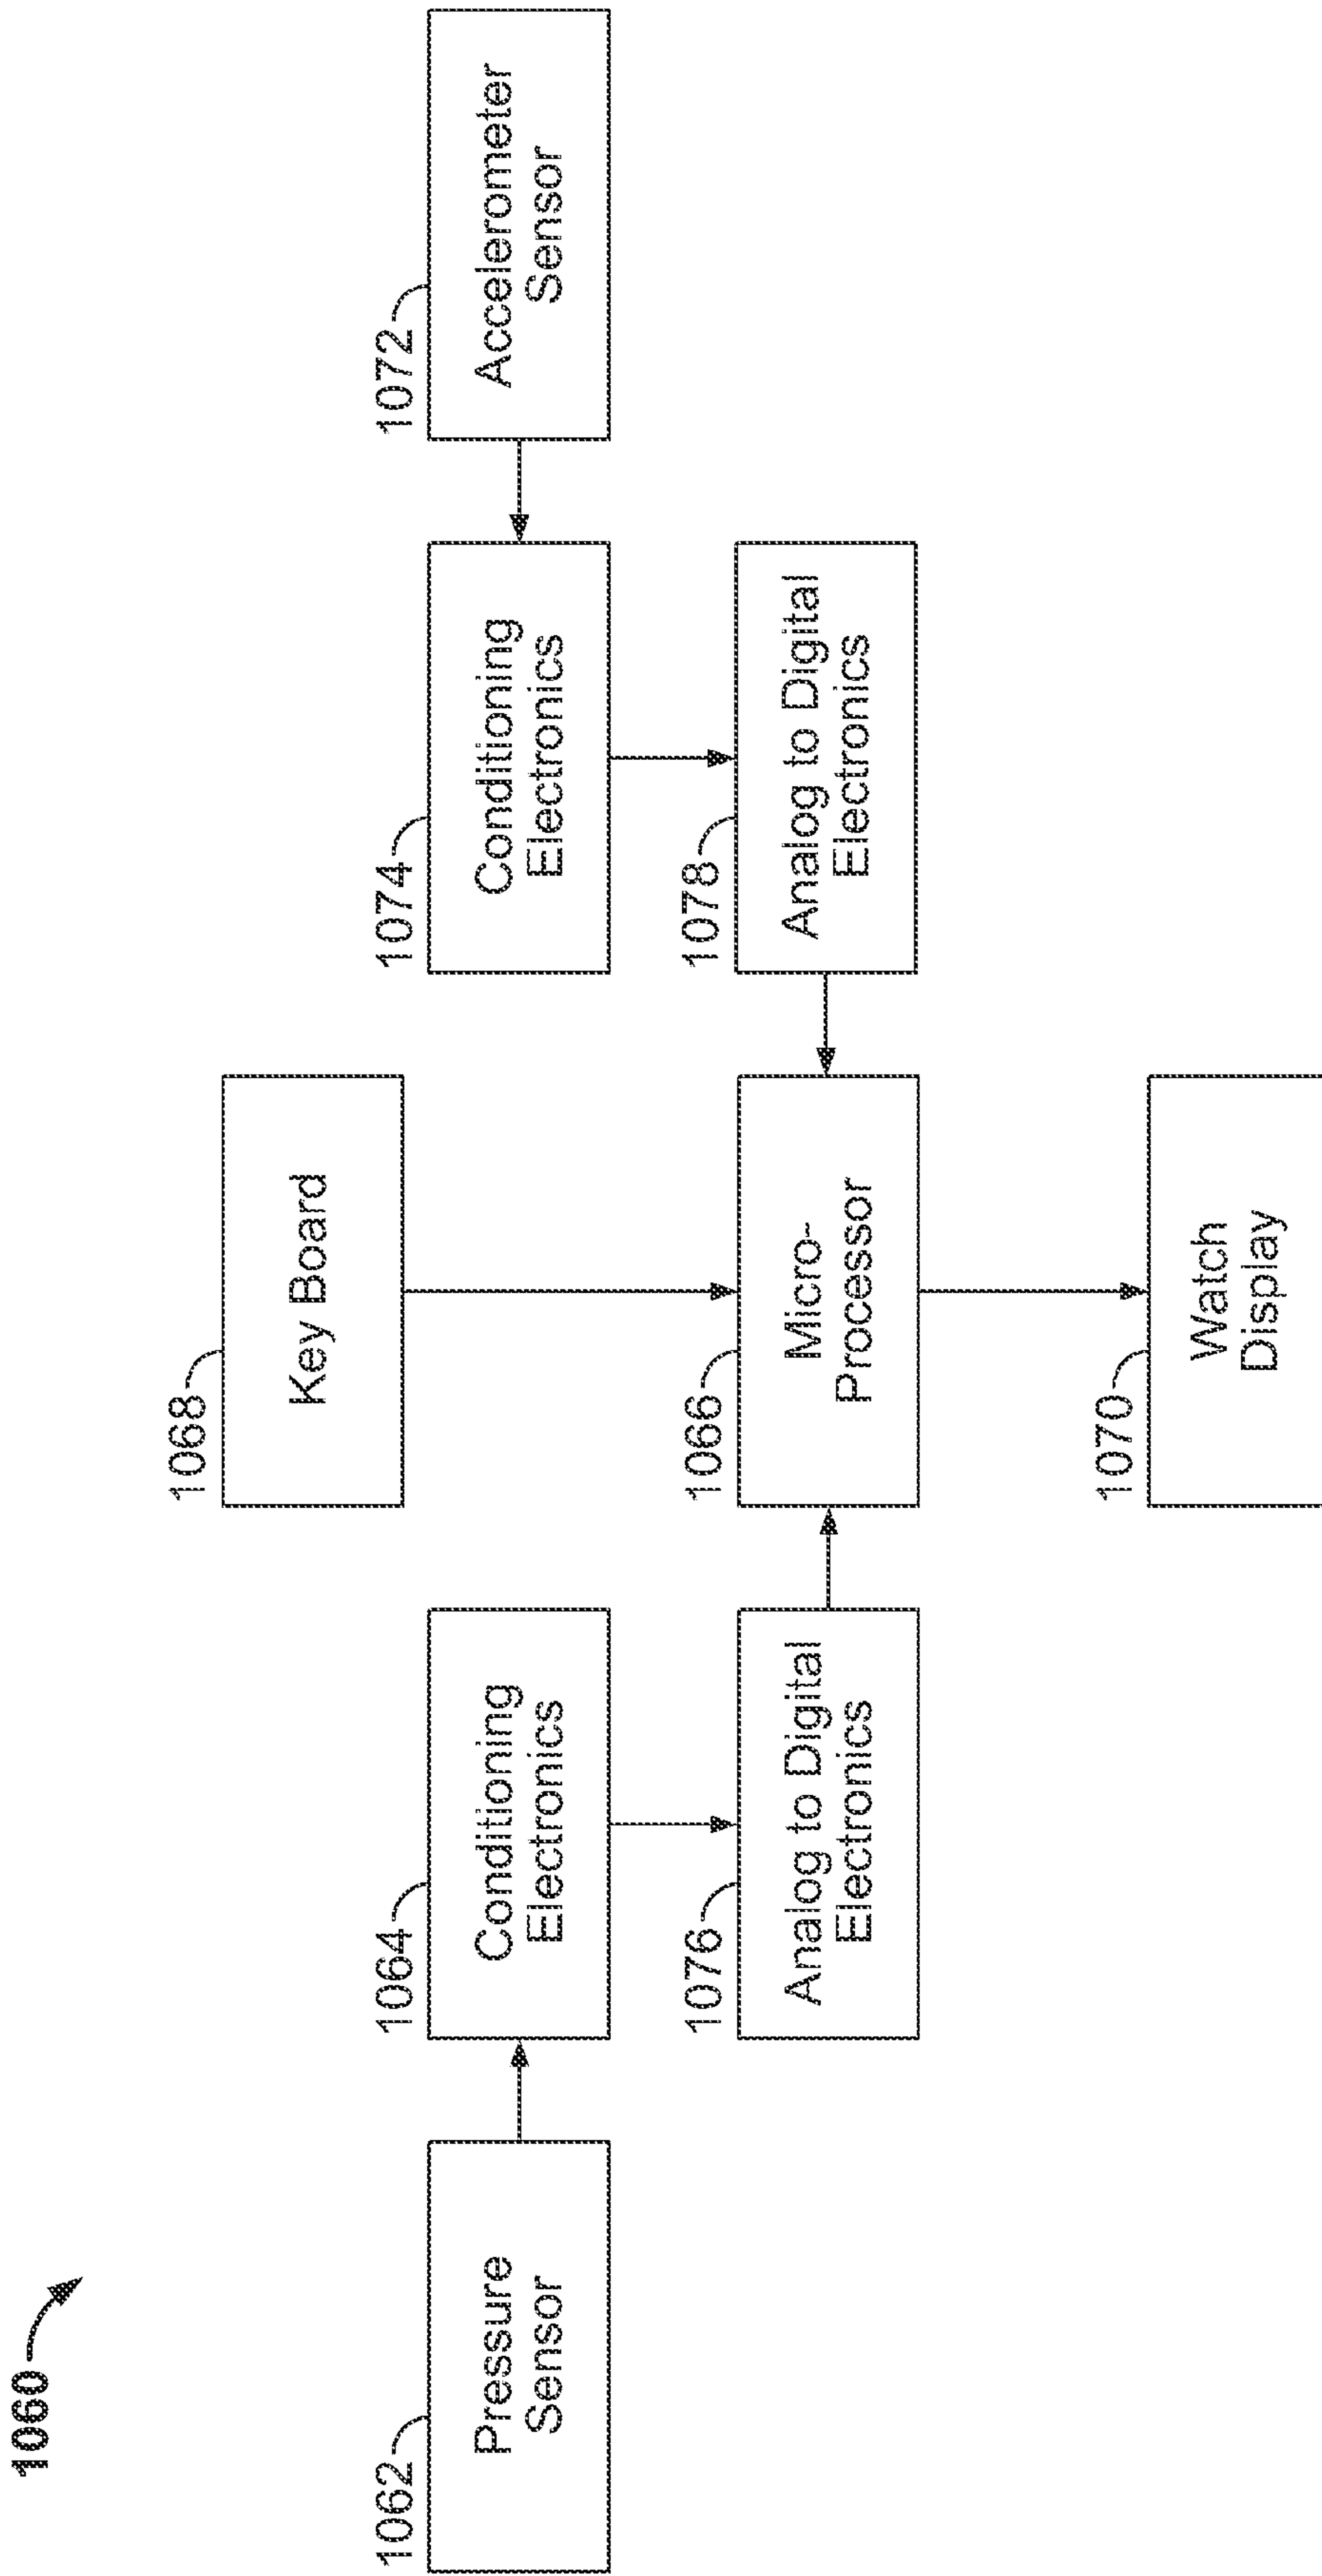 1060
1068
Key Board
1062
Pressure
Sensor
1064
Conditioning
Electronics
1074
Conditioning
Electronics
1072
Accelerometer
Sensor
1076
Analog to Digital
Electronics
1066
Micro-
Processor
1078
Analog to Digital
Electronics
1070
Watch
Display